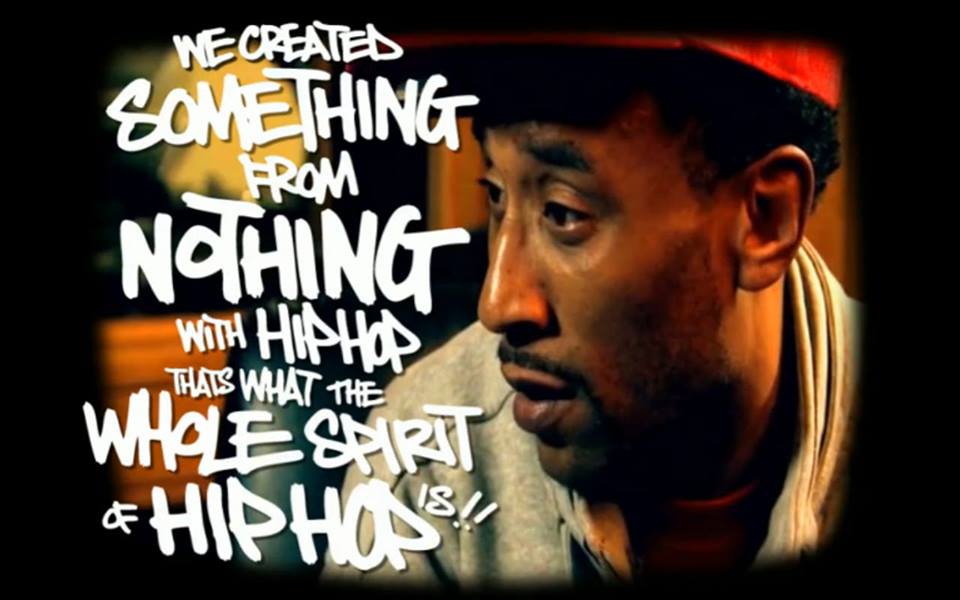 WE CREATED
SOMETHING
FROM
NOTHING
WITH HIPHOP
THATS WHAT THE
WHOLE SPIRIT
OF HIPHOP IS!!